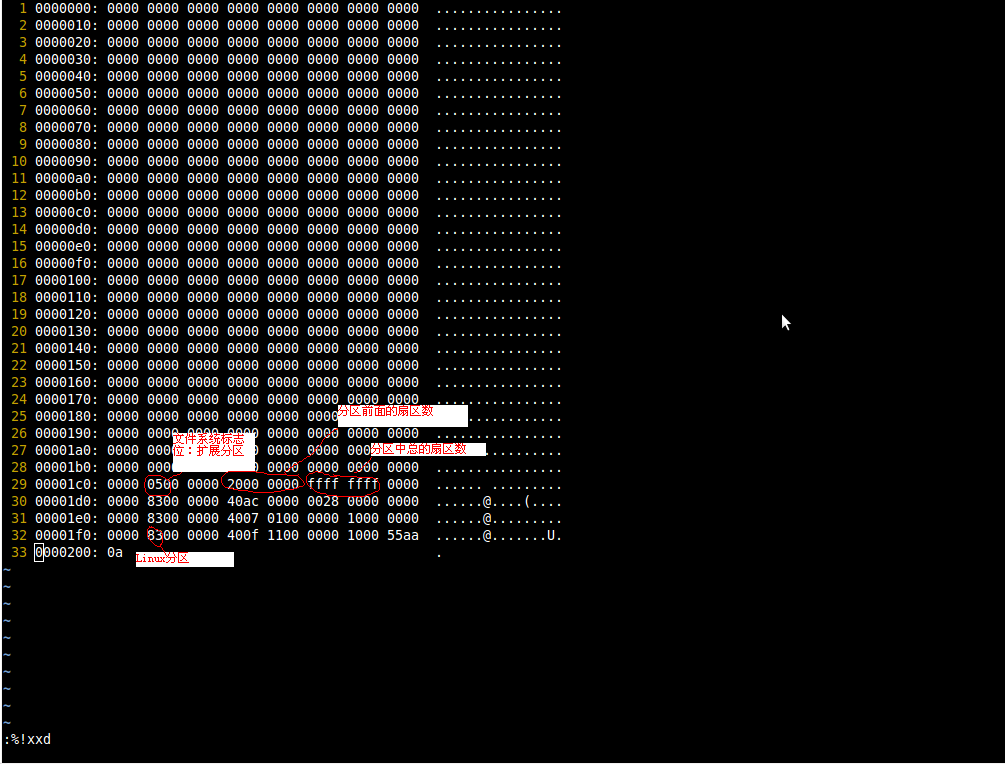 1 0000000: 0000 0000 0000 0000 0000 0000 0000 0000 ................
2 0000010: 0000 0000 0000 0000 0000 0000 0000 0000 ................
3 0000020: 0000 0000 0000 0000 0000 0000 0000 0000 ................
4 0000030: 0000 0000 0000 0000 0000 0000 0000 0000 ................
5 0000040: 0000 0000 0000 0000 0000 0000 0000 0000 ................
6 0000050: 0000 0000 0000 0000 0000 0000 0000 0000 ................
7 0000060: 0000 0000 0000 0000 0000 0000 0000 0000 ................
8 0000070: 0000 0000 0000 0000 0000 0000 0000 0000 ................
9 0000080: 0000 0000 0000 0000 0000 0000 0000 0000 ................
10 0000090: 0000 0000 0000 0000 0000 0000 0000 0000 ................
11 00000a0: 0000 0000 0000 0000 0000 0000 0000 0000 ................
12 00000b0: 0000 0000 0000 0000 0000 0000 0000 0000 ................
13 00000c0: 0000 0000 0000 0000 0000 0000 0000 0000 ................
14 00000d0: 0000 0000 0000 0000 0000 0000 0000 0000 ................
15 00000e0: 0000 0000 0000 0000 0000 0000 0000 0000 ................
16 00000f0: 0000 0000 0000 0000 0000 0000 0000 0000 ................
17 0000100: 0000 0000 0000 0000 0000 0000 0000 0000 ................
18 0000110: 0000 0000 0000 0000 0000 0000 0000 0000 ................
19 0000120: 0000 0000 0000 0000 0000 0000 0000 0000 ................
20 0000130: 0000 0000 0000 0000 0000 0000 0000 0000 ................
21 0000140: 0000 0000 0000 0000 0000 0000 0000 0000 ................
22 0000150: 0000 0000 0000 0000 0000 0000 0000 0000 ................
23 0000160: 0000 0000 0000 0000 0000 0000 0000 0000 ................
24 0000170: 0000 0000 0000 0000 0000 0000 0000 0000 ................
分区前面的扇区数
25 0000180: 0000 0000 0000 0000 0000 0000 ..........
26 0000190: 0000 0000 0000 0000 0000 0000 0000 0000 ................
文件系统标志
位：扩展分区
分区中总的扇区数
27 00001a0: 0000 0000 0000 0000 0000 ..........
28 00001b0: 0000 0000 0000 0000 0000 0000 0000 ................
29 00001c0: 0000 0500 0000 2000 0000 ffff ffff 0000 ...... .........
30 00001d0: 0000 8300 0000 40ac 0000 0028 0000 0000 ......@....(....
31 00001e0: 0000 8300 0000 4007 0100 0000 1000 0000 ......@.........
32 00001f0: 0000 8300 0000 400f 1100 0000 1000 55aa ......@.......U.
33 0000200: 0a .
Linux分区
~
~
~
~
~
~
~
~
~
~
:%!xxd